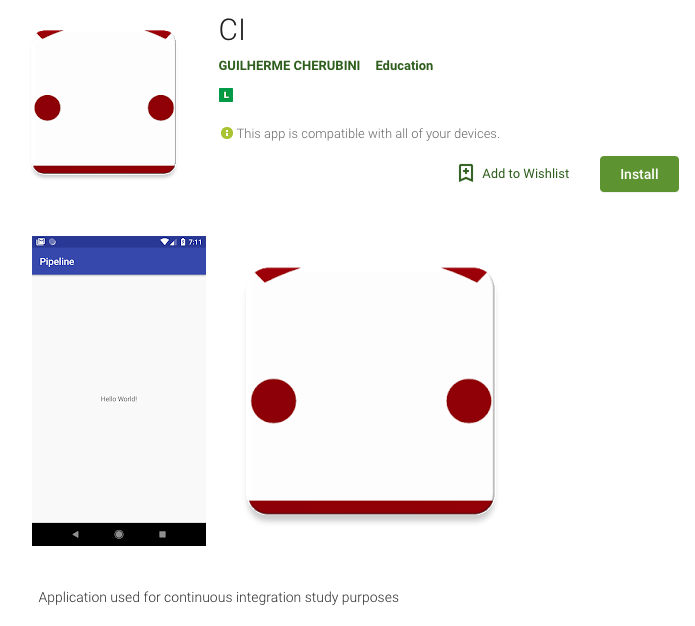 CI
GUILHERME CHERUBINI Education
L
This app is compatible with all of your devices.
Add to Wishlist
Install
7:11
Pipeline
Hello World!
Application used for continuous integration study purposes